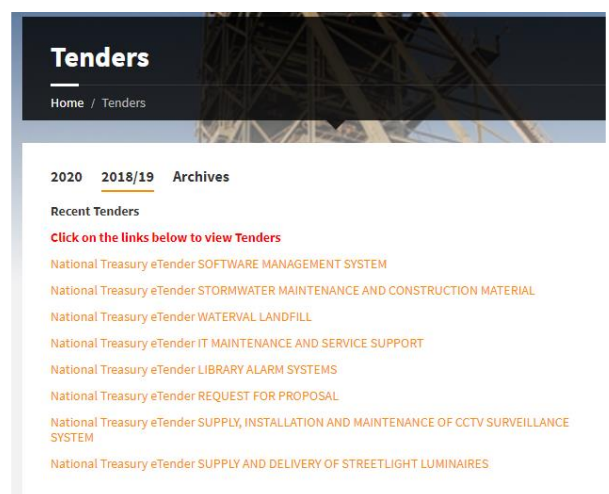 Tenders
Home / Tenders
2020 2018/19 Archives
Recent Tenders
Click on the links below to view Tenders
National Treasury eTender SOFTWARE MANAGEMENT SYSTEM
National Treasury eTender STORMWATER MAINTENANCE AND CONSTRUCTION MATERIAL
National Treasury eTender WATERVAL LANDFILL
National Treasury eTender IT MAINTENANCE AND SERVICE SUPPORT
National Treasury eTender LIBRARY ALARM SYSTEMS
National Treasury eTender REQUEST FOR PROPOSAL
National Treasury eTender SUPPLY, INSTALLATION AND MAINTENANCE OF CCTV SURVEILLANCE
SYSTEM
National Treasury eTender SUPPLY AND DELIVERY OF STREETLIGHT LUMINAIRES